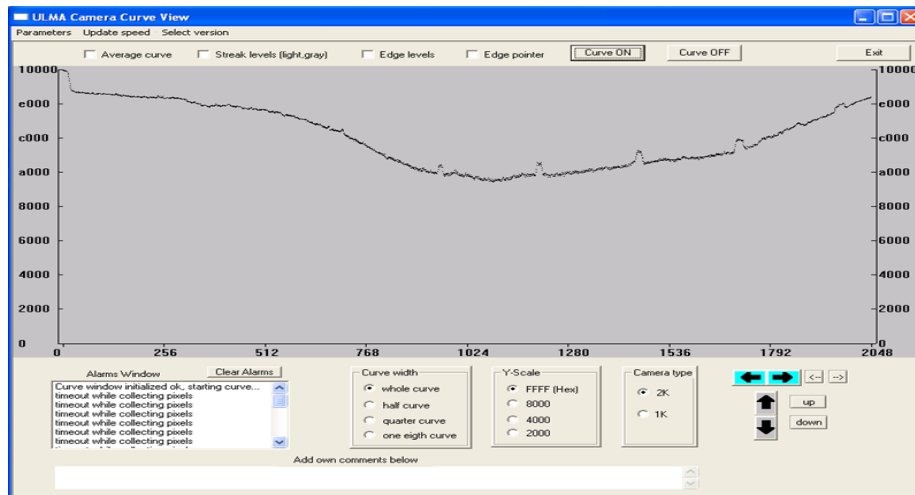 ULMA Camera Curve View
Parameters Update speed Select version
Average curve Streak levels (light,gray) Edge levels Edge pointer Curve ON Curve OFF Exit
10000 10000
e000 e000
c000 c000
a000 a000
8000 8000
6000 6000
4000 4000
2000 2000
0 0
0 256 512 768 1024 1280 1536 1792 2048
Alarms Window Clear Alarms
Curve window initialized ok, starting curve...
timeout while collecting pixels
timeout while collecting pixels
timeout while collecting pixels
timeout while collecting pixels
timeout while collecting pixels
timeout while collecting pixels
Curve width
whole curve
half curve
quarter curve
one eigth curve
Y-Scale
FFFF (Hex)
8000
4000
2000
Camera type
2K
1K
<-- -->
up
down
Add own comments below